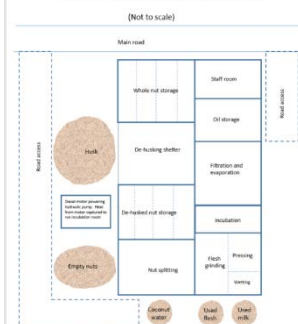 (Not to scale)
Main road
Whole nut storage
Staff room
Oil storage
Road access
Road access
Husk
De-husking shelter
Filtration and
evaporation
Diesel motor powering
hydraulic pump. Heat
from motor captured to
nut incubation room
De-husked nut storage
Incubation
Empty nuts
Nut splitting
Flesh
grinding
Pressing
Wetting
Coconut
water
Used
flesh
Used
milk